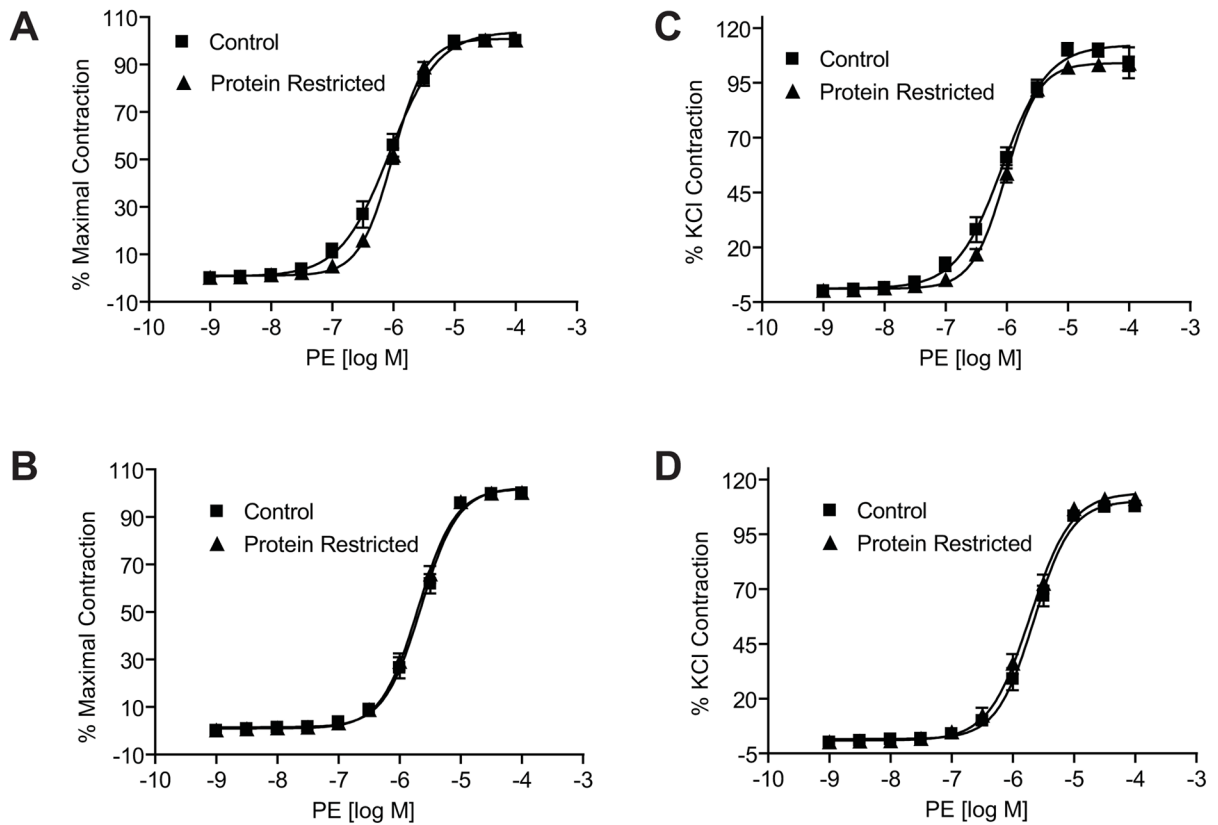 A
% Maximal Contraction
110
90
70
50
30
10
-10
Control
Protein Restricted
-10 -9 -8 -7 -6 -5 -4 -3
PE [log M]
C
% KCl Contraction
120
95
70
45
20
-5
Control
Protein Restricted
-10 -9 -8 -7 -6 -5 -4 -3
PE [log M]
B
% Maximal Contraction
110
90
70
50
30
10
-10
Control
Protein Restricted
-10 -9 -8 -7 -6 -5 -4 -3
PE [log M]
D
% KCl Contraction
120
95
70
45
20
-5
Control
Protein Restricted
-10 -9 -8 -7 -6 -5 -4 -3
PE [log M]